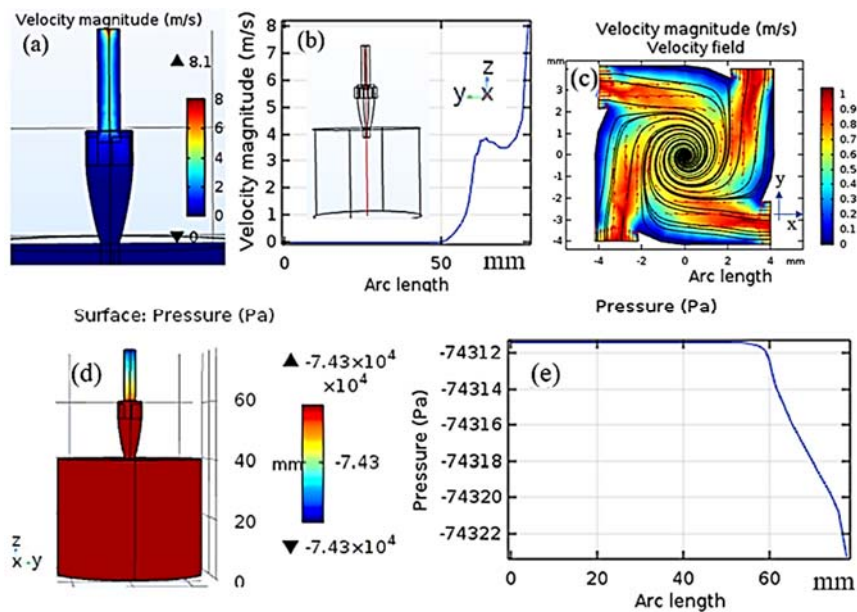 Velocity magnitude (m/s)
(a)
▲ 8.1
8
6
4
2
0
▼ 0
Velocity magnitude (m/s)
8
7
6
5
4
3
2
1
0
(b)
z
y x
0
50
mm
Arc length
Velocity magnitude (m/s)
Velocity field
(c)
mm
3
2
1
0
-1
-2
-3
-4
-4
-2
0
2
4
mm
y
x
Arc length
1
0.9
0.8
0.7
0.6
0.5
0.4
0.3
0.2
0.1
0
Surface: Pressure (Pa)
(d)
60
40
20
0
mm
z
x -y
▲ -7.43×10⁴
×10⁴
-7.43
▼ -7.43×10⁴
Pressure (Pa)
(e)
Pressure (Pa)
-74312
-74314
-74316
-74318
-74320
-74322
0
20
40
60
mm
Arc length